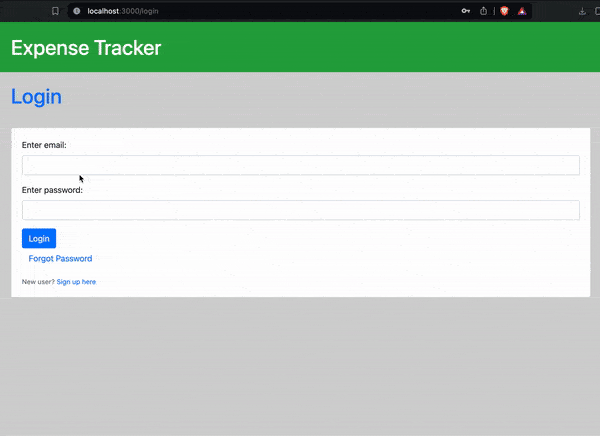 localhost:3000/login
Expense Tracker
Login
Enter email:
Enter password:
Login
Forgot Password
New user? Sign up here